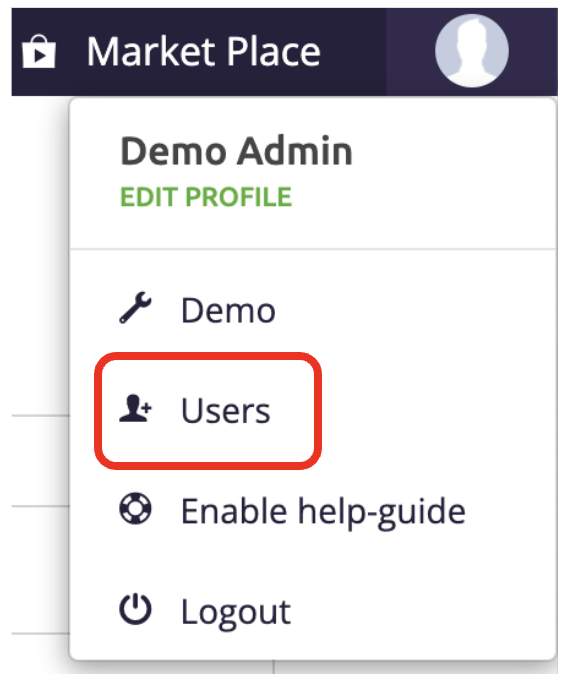 Market Place
Demo Admin
EDIT PROFILE
Demo
Users
Enable help-guide
Logout